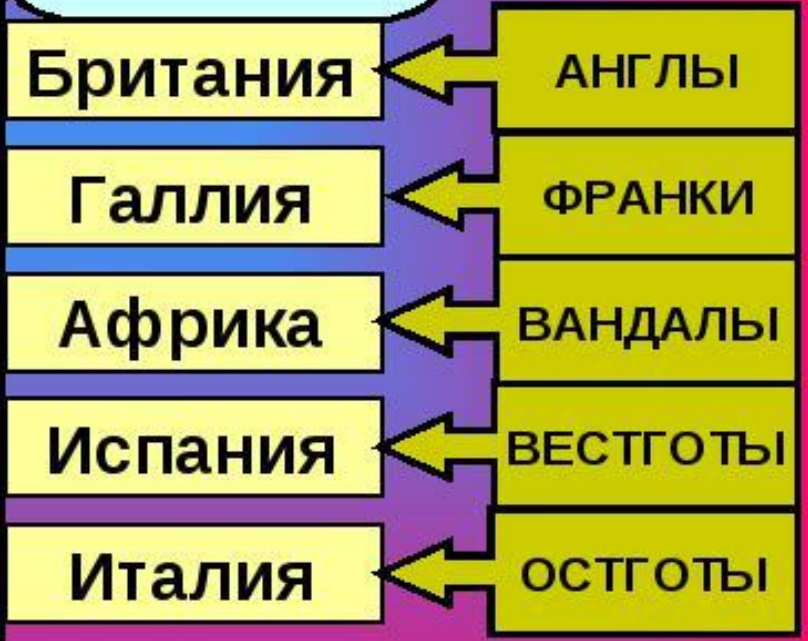 Британия
АНГЛЫ
Галлия
ФРАНКИ
Африка
ВАНДАЛЫ
Испания
ВЕСТГОТЫ
Италия
ОСТГОТЫ